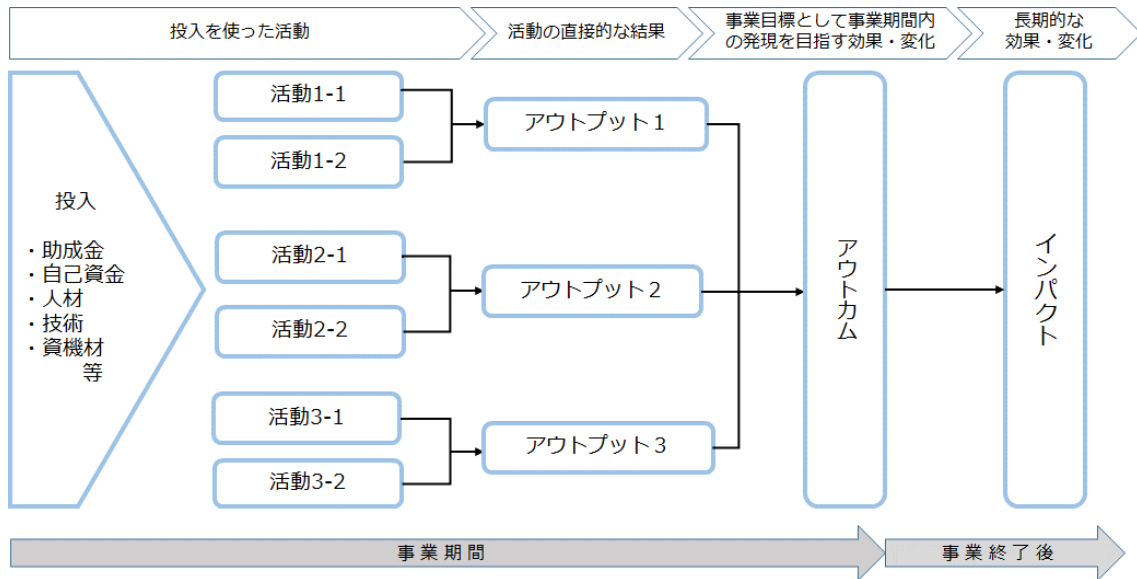 投入を使った活動
活動の直接的な結果
事業目標として事業期間内
の発現を目指す効果・変化
長期的な
効果・変化
投入
・助成金
・自己資金
・人材
・技術
・資機材
等
活動1-1
活動1-2
活動2-1
活動2-2
活動3-1
活動3-2
アウトプット１
アウトプット２
アウトプット３
アウトカム
インパクト
事業期間
事業終了後